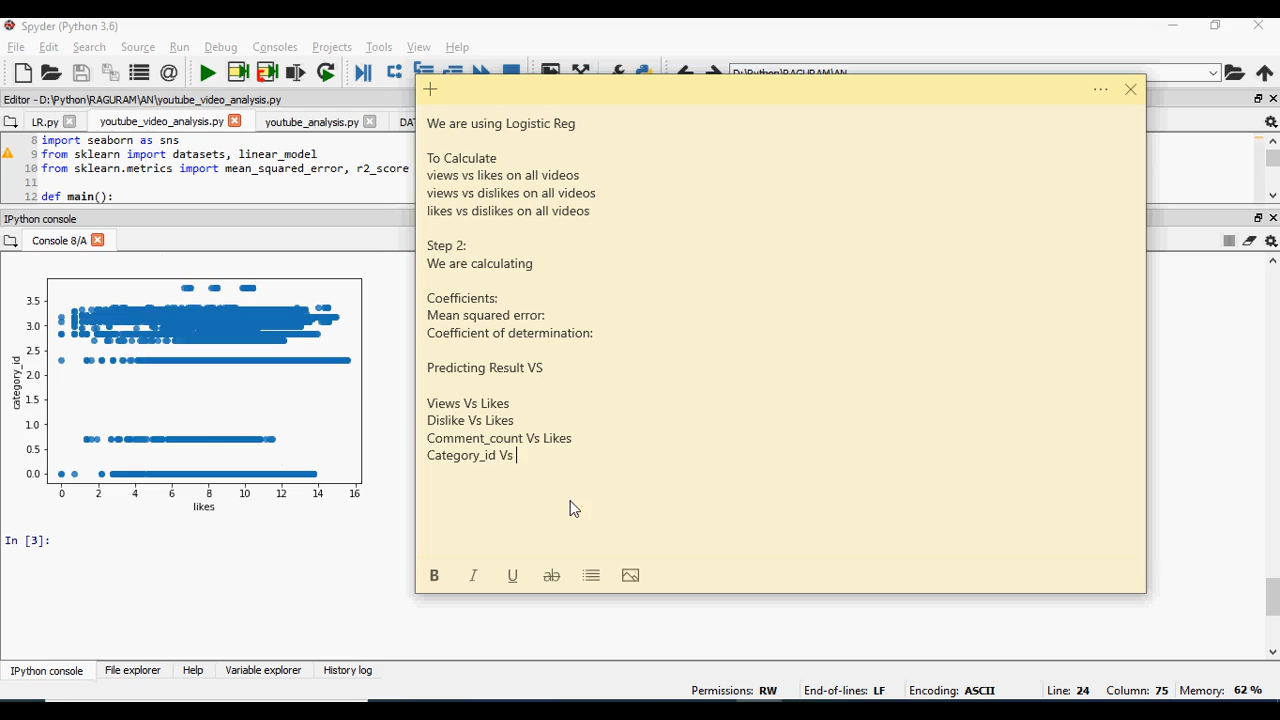 Spyder (Python 3.6)
File Edit Search Source Run Debug Consoles Projects Tools View Help
D:\Python\RAGURAM\AN
Editor - D:\Python\RAGURAM\AN\youtube_video_analysis.py
LR.py youtube_video_analysis.py youtube_analysis.py DAT
8 import seaborn as sns
9 from sklearn import datasets, linear_model
10 from sklearn.metrics import mean_squared_error, r2_score
11
12 def main():
IPython console
Console 8/A
3.5
3.0
2.5
2.0
1.5
1.0
0.5
0.0
category_id
0 2 4 6 8 10 12 14 16
likes
In [3]:
We are using Logistic Reg
To Calculate
views vs likes on all videos
views vs dislikes on all videos
likes vs dislikes on all videos
Step 2:
We are calculating
Coefficients:
Mean squared error:
Coefficient of determination:
Predicting Result VS
Views Vs Likes
Dislike Vs Likes
Comment_count Vs Likes
Category_id Vs
B I U ab
IPython console File explorer Help Variable explorer History log
Permissions: RW End-of-lines: LF Encoding: ASCII Line: 24 Column: 75 Memory: 62 %